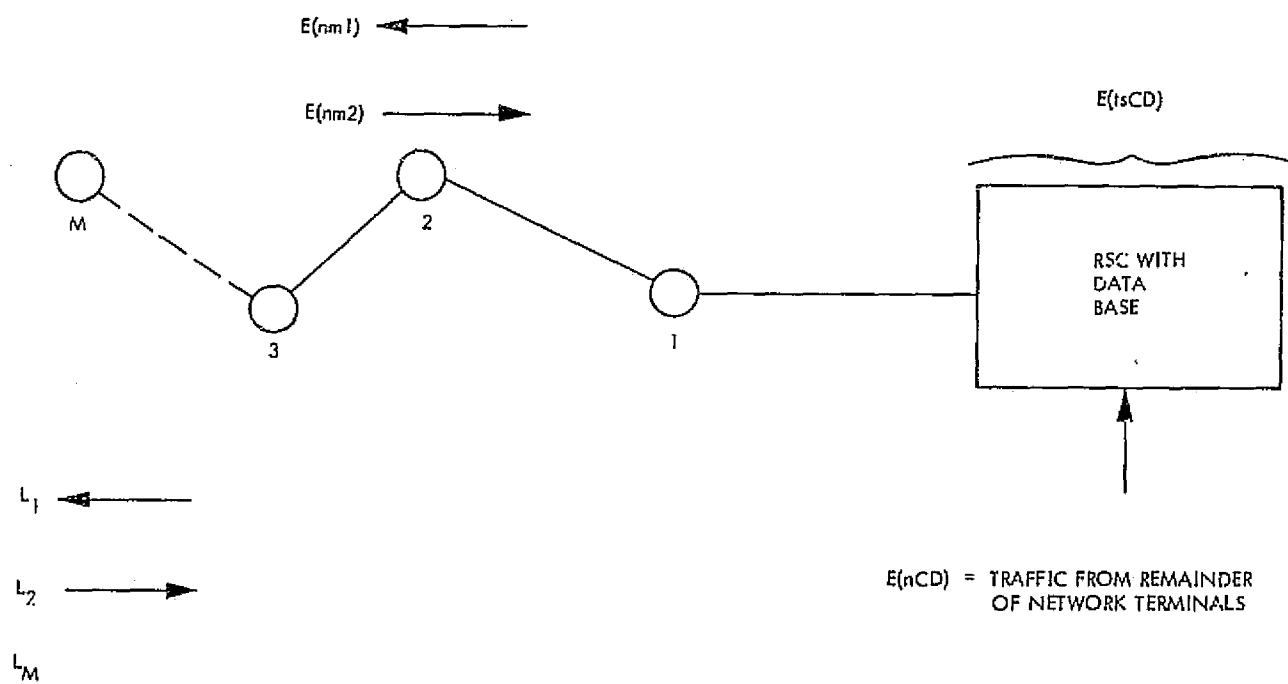 E(nm1)
E(nm2)
E(tsCD)
M
2
3
1
RSC WITH
DATA
BASE
L1
L2
LM
E(nCD) = TRAFFIC FROM REMAINDER
OF NETWORK TERMINALS